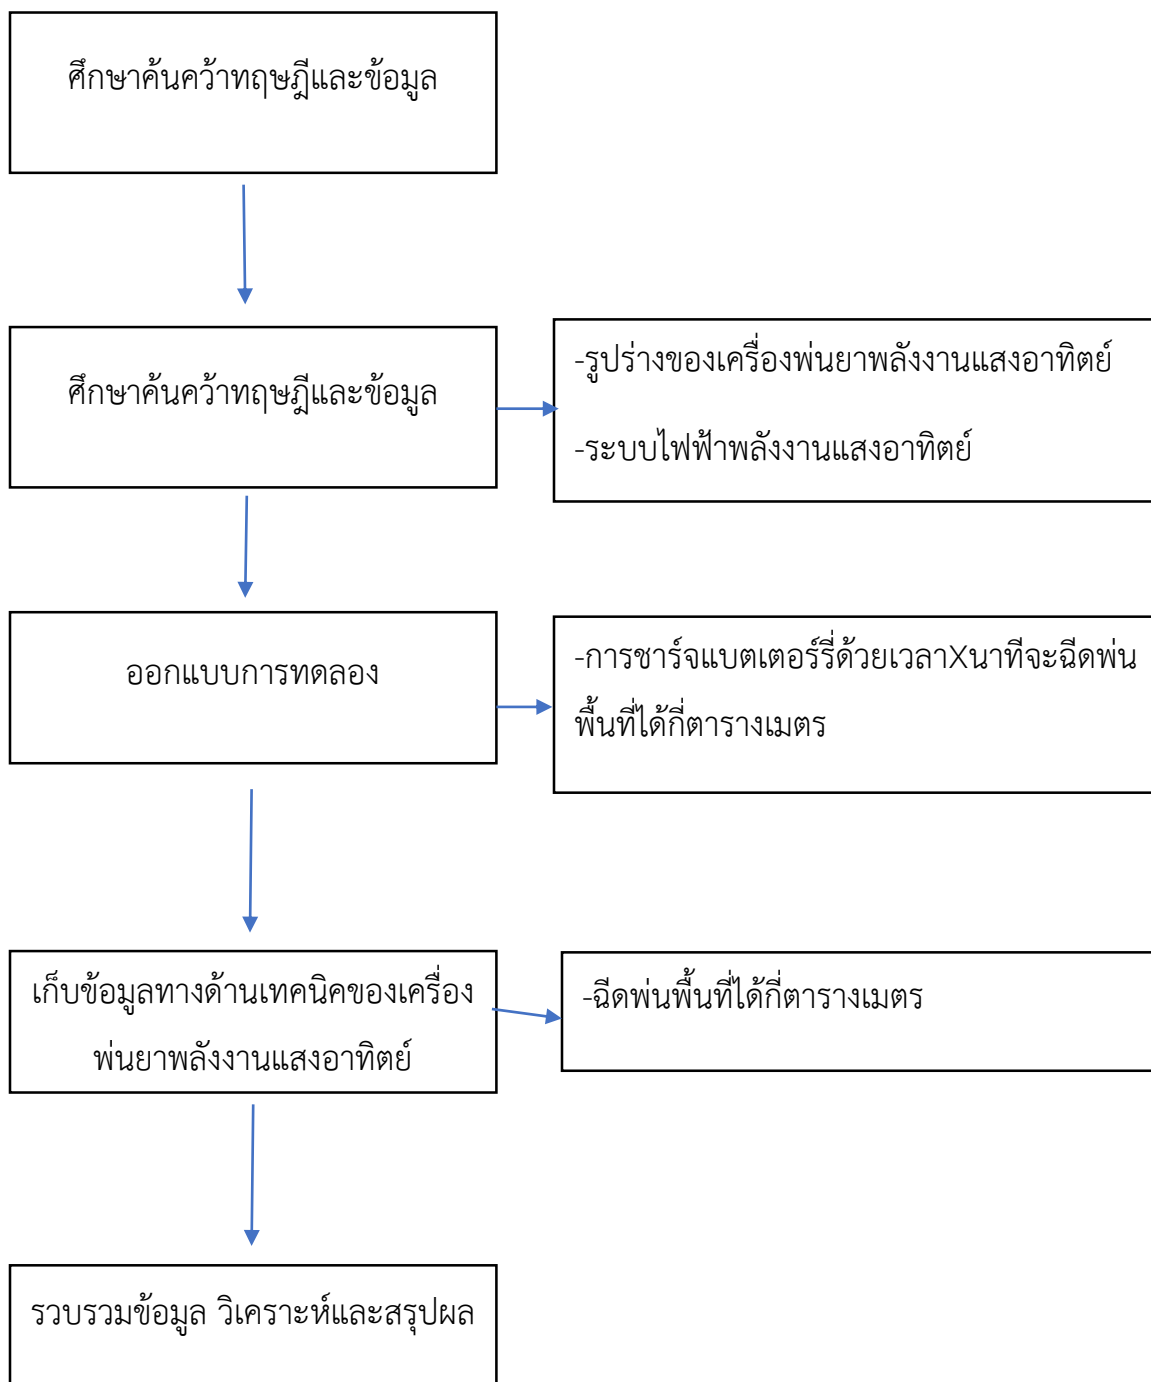 ศึกษาค้นคว้าทฤษฎีและข้อมูล
ศึกษาค้นคว้าทฤษฎีและข้อมูล
-รูปร่างของเครื่องพ่นยาพลังงานแสงอาทิตย์
-ระบบไฟฟ้าพลังงานแสงอาทิตย์
ออกแบบการทดลอง
-การชาร์จแบตเตอร์รี่ด้วยเวลาXนาทีจะฉีดพ่น
พื้นที่ได้กี่ตารางเมตร
เก็บข้อมูลทางด้านเทคนิคของเครื่อง
พ่นยาพลังงานแสงอาทิตย์
-ฉีดพ่นพื้นที่ได้กี่ตารางเมตร
รวบรวมข้อมูล วิเคราะห์และสรุปผล